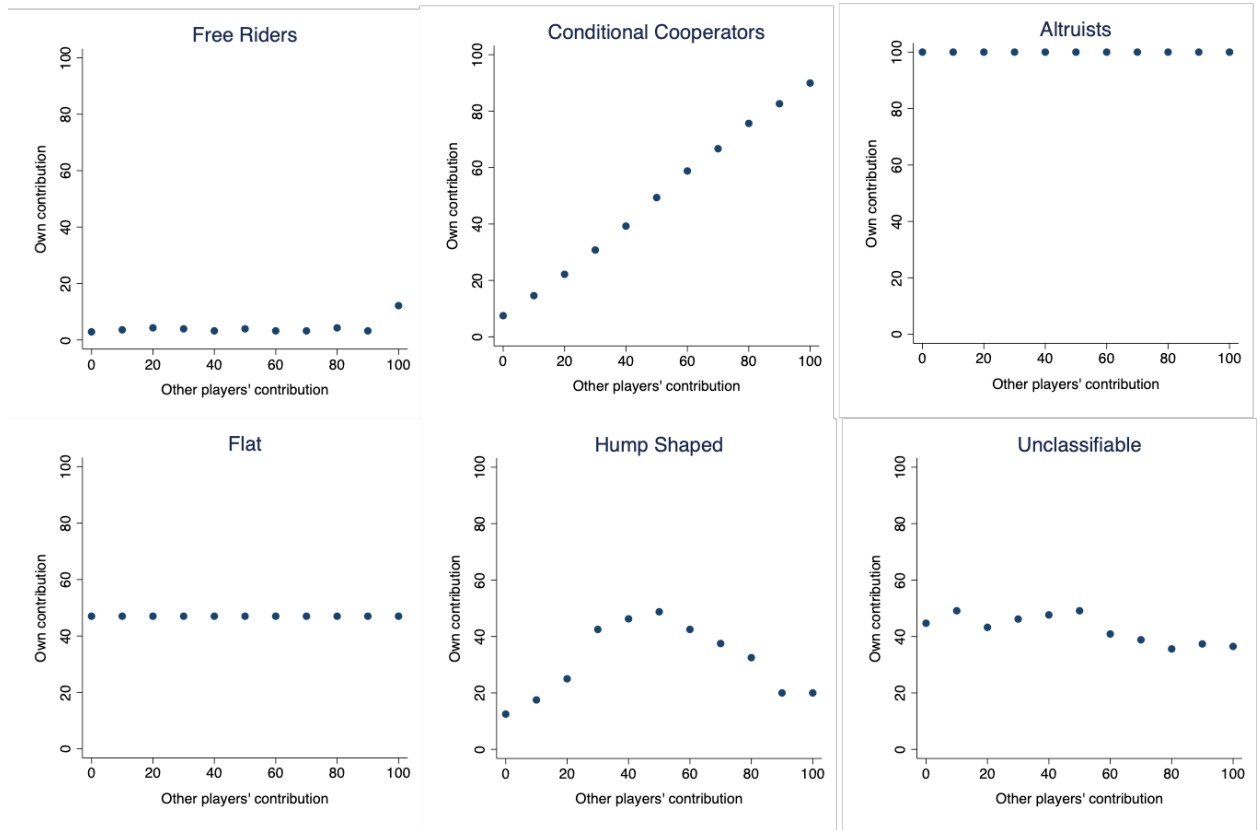 Free Riders
100
80
60
40
20
0
Own contribution
0 20 40 60 80 100
Other players' contribution
Conditional Cooperators
100
80
60
40
20
0
Own contribution
0 20 40 60 80 100
Other players' contribution
Altruists
100
80
60
40
20
0
Own contribution
0 20 40 60 80 100
Other players' contribution
Flat
100
80
60
40
20
0
Own contribution
0 20 40 60 80 100
Other players' contribution
Hump Shaped
100
80
60
40
20
0
Own contribution
0 20 40 60 80 100
Other players' contribution
Unclassifiable
100
80
60
40
20
0
Own contribution
0 20 40 60 80 100
Other players' contribution